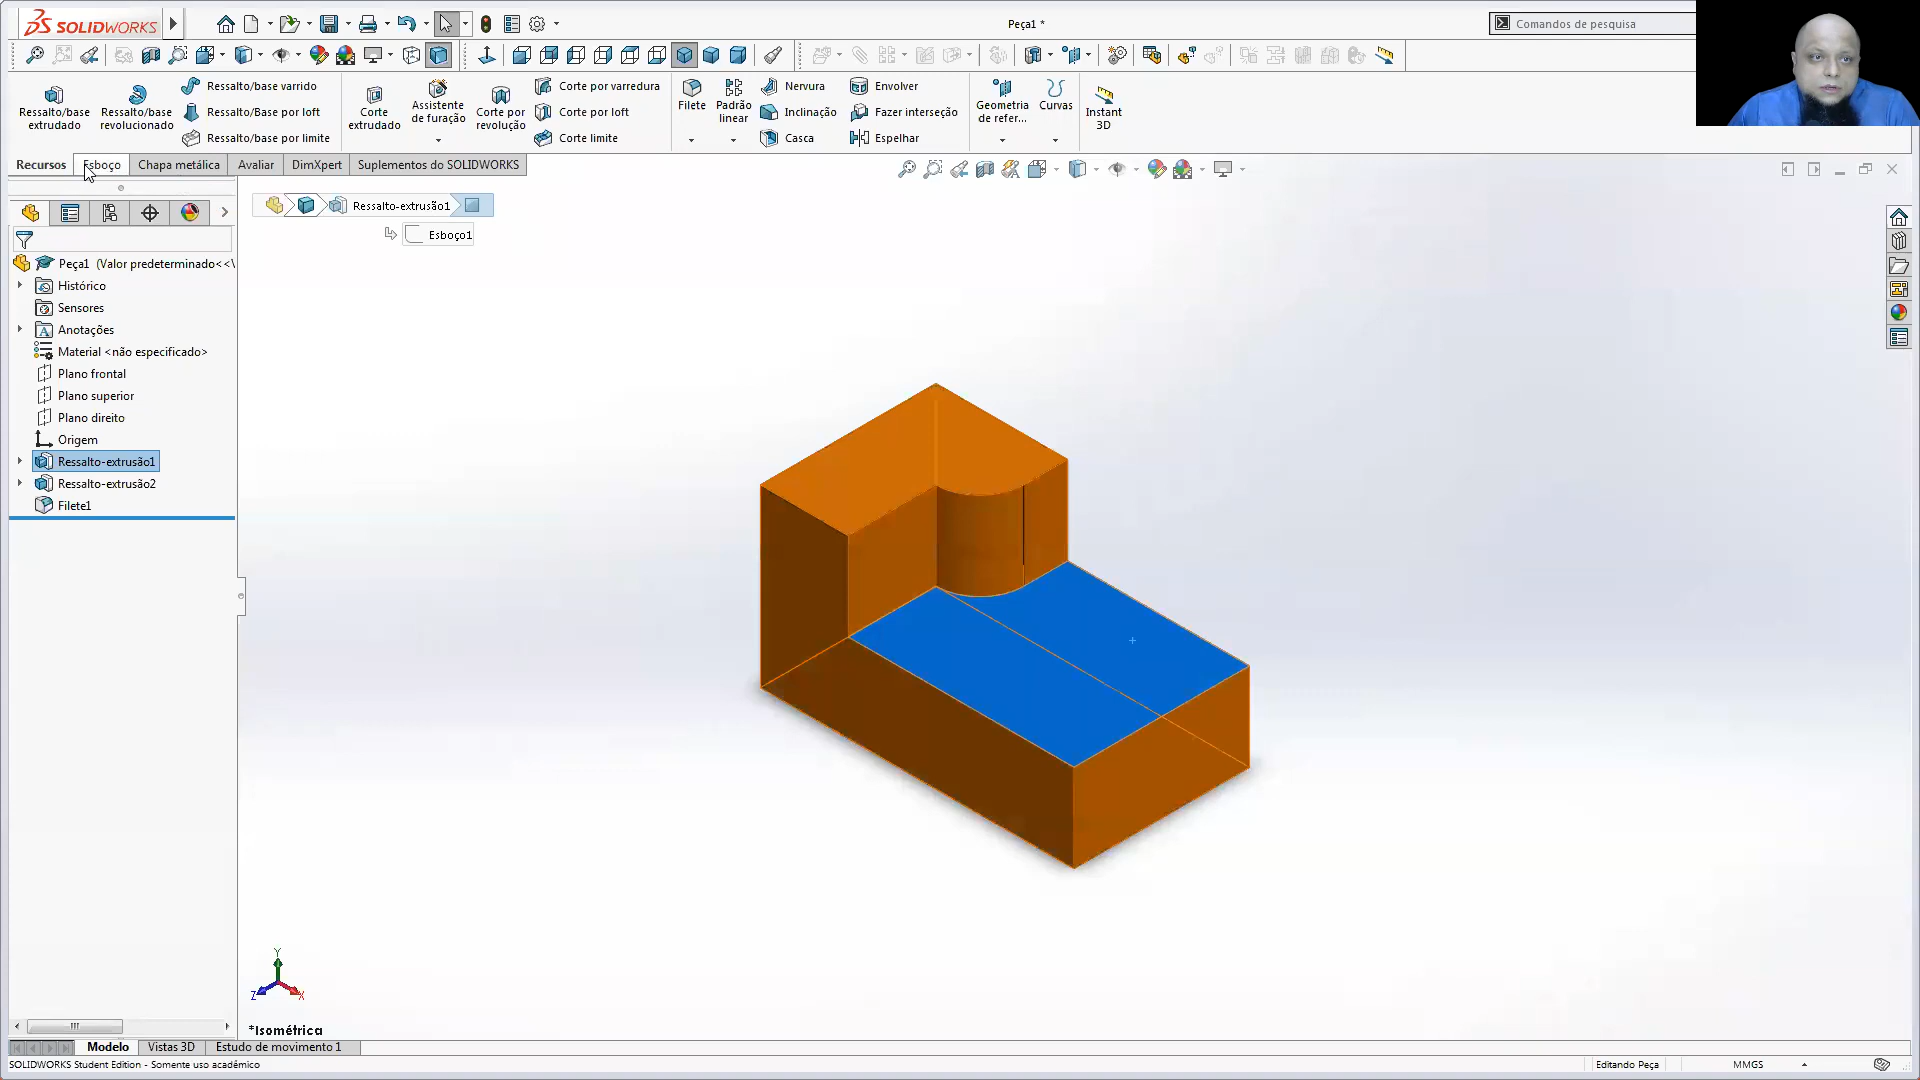 SOLIDWORKS
Peça1 *
Comandos de pesquisa
Ressalto/base extrudado
Ressalto/base revolucionado
Ressalto/base varrido
Ressalto/base por loft
Ressalto/base por limite
Corte extrudado
Assistente de furação
Corte por revolução
Corte por varredura
Corte por loft
Corte limite
Filete
Padrão linear
Nervura
Inclinação
Casca
Envolver
Fazer interseção
Espelhar
Geometria de refer...
Curvas
Instant 3D
Recursos
Esboço
Chapa metálica
Avaliar
DimXpert
Suplementos do SOLIDWORKS
Ressalto-extrusão1
Esboço1
Peça1 (Valor predeterminado<<\
Histórico
Sensores
Anotações
Material <não especificado>
Plano frontal
Plano superior
Plano direito
Origem
Ressalto-extrusão1
Ressalto-extrusão2
Filete1
Y
Z
X
*Isométrica
Modelo
Vistas 3D
Estudo de movimento 1
SOLIDWORKS Student Edition - Somente uso acadêmico
Editando Peça
MMGS